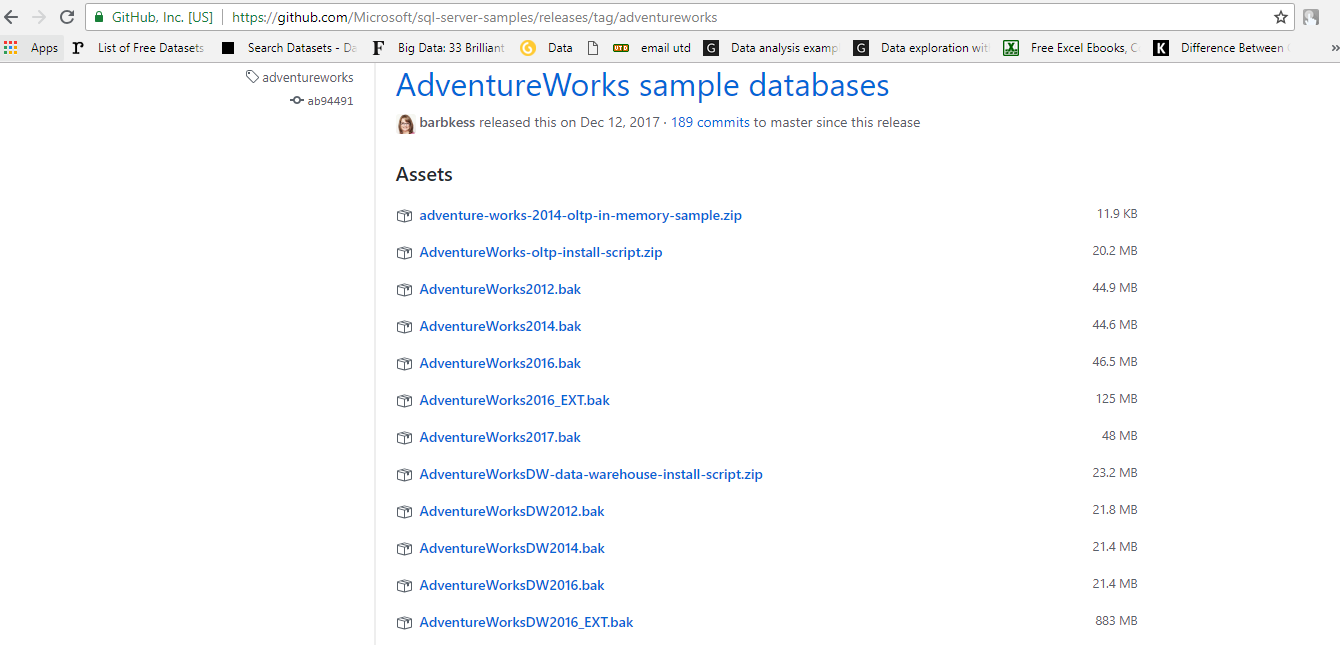 GitHub, Inc. [US] | https://github.com/Microsoft/sql-server-samples/releases/tag/adventureworks
Apps r List of Free Datasets Search Datasets - Da F Big Data: 33 Brilliant Data UTD email utd G Data analysis examp G Data exploration wit Free Excel Ebooks, C K Difference Between »
adventureworks
ab94491
AdventureWorks sample databases
barbkess released this on Dec 12, 2017 · 189 commits to master since this release
Assets
adventure-works-2014-oltp-in-memory-sample.zip 11.9 KB
AdventureWorks-oltp-install-script.zip 20.2 MB
AdventureWorks2012.bak 44.9 MB
AdventureWorks2014.bak 44.6 MB
AdventureWorks2016.bak 46.5 MB
AdventureWorks2016_EXT.bak 125 MB
AdventureWorks2017.bak 48 MB
AdventureWorksDW-data-warehouse-install-script.zip 23.2 MB
AdventureWorksDW2012.bak 21.8 MB
AdventureWorksDW2014.bak 21.4 MB
AdventureWorksDW2016.bak 21.4 MB
AdventureWorksDW2016_EXT.bak 883 MB